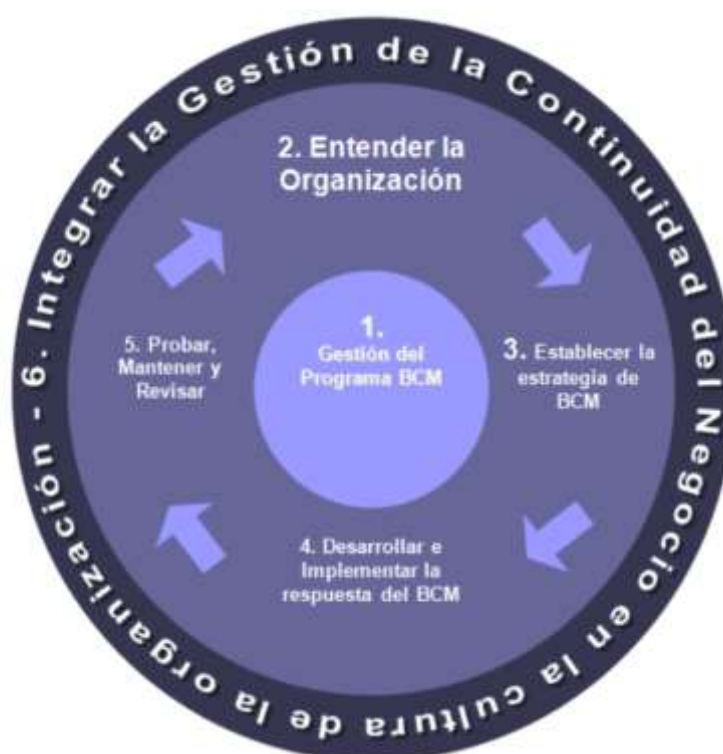 6. Integrar la Gestión de la Continuidad del Negocio en la cultura de la organización -
2. Entender la
Organización
1.
Gestión del
Programa BCM
3. Establecer la
estrategia de
BCM
4. Desarrollar e
Implementar la
respuesta del BCM
5. Probar,
Mantener y
Revisar